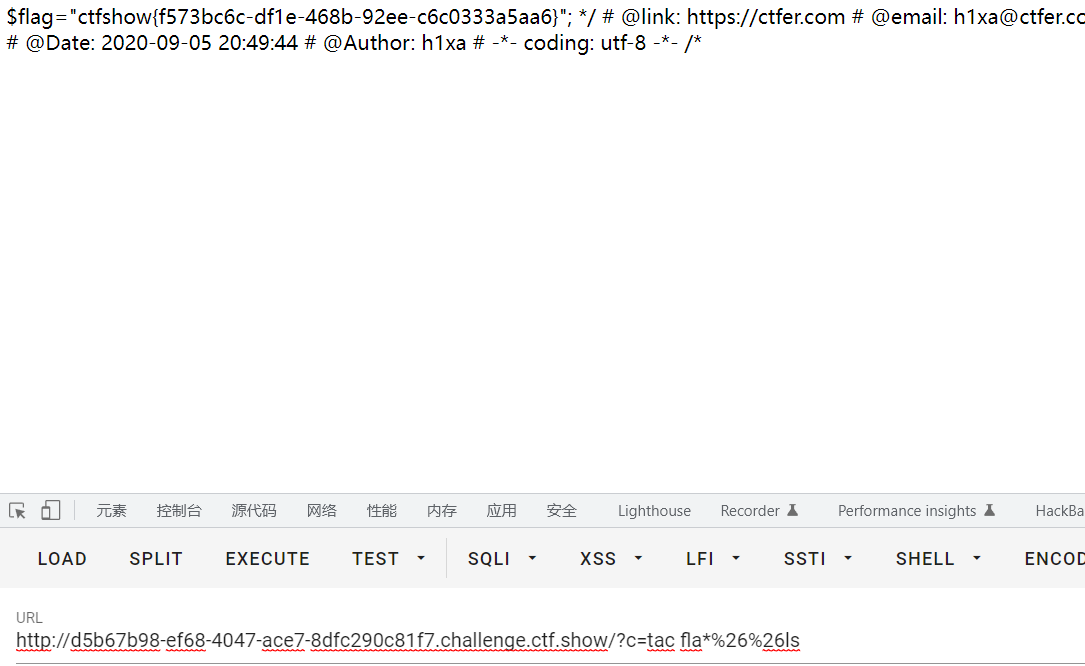 $flag="ctfshow{f573bc6c-df1e-468b-92ee-c6c0333a5aa6}"; */ # @link: https://ctfer.com # @email: h1xa@ctfer.co
# @Date: 2020-09-05 20:49:44 # @Author: h1xa # -*- coding: utf-8 -*- /*
元素 控制台 源代码 网络 性能 内存 应用 安全 Lighthouse Recorder Performance insights HackBa
LOAD SPLIT EXECUTE TEST SQLI XSS LFI SSTI SHELL ENCOD
URL
http://d5b67b98-ef68-4047-ace7-8dfc290c81f7.challenge.ctf.show/?c=tac fla*%26%26ls